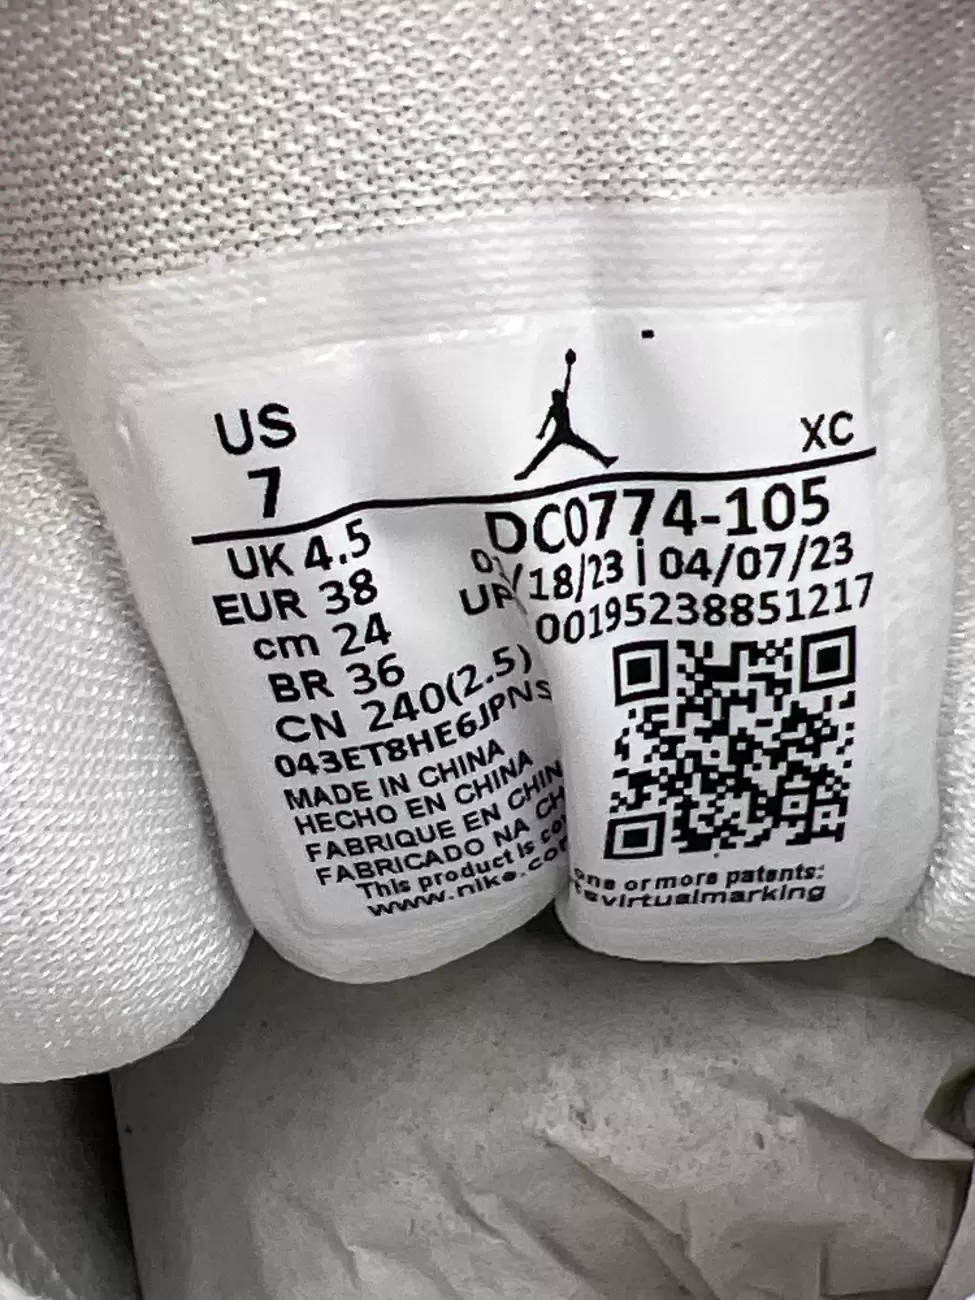 US
7
XC
UK 4.5
EUR 38
cm 24
BR 36
CN 240(2.5)
043ET8HE6JPNS
MADE IN CHINA
HECHO EN CHINA
FABRIQUE EN CHIN
FABRICADO NA CH
This product is co
www.nike.co
DC0774-105
/18/23 | 04/07/23
00195238851217
one or more patents:
virtualmarking